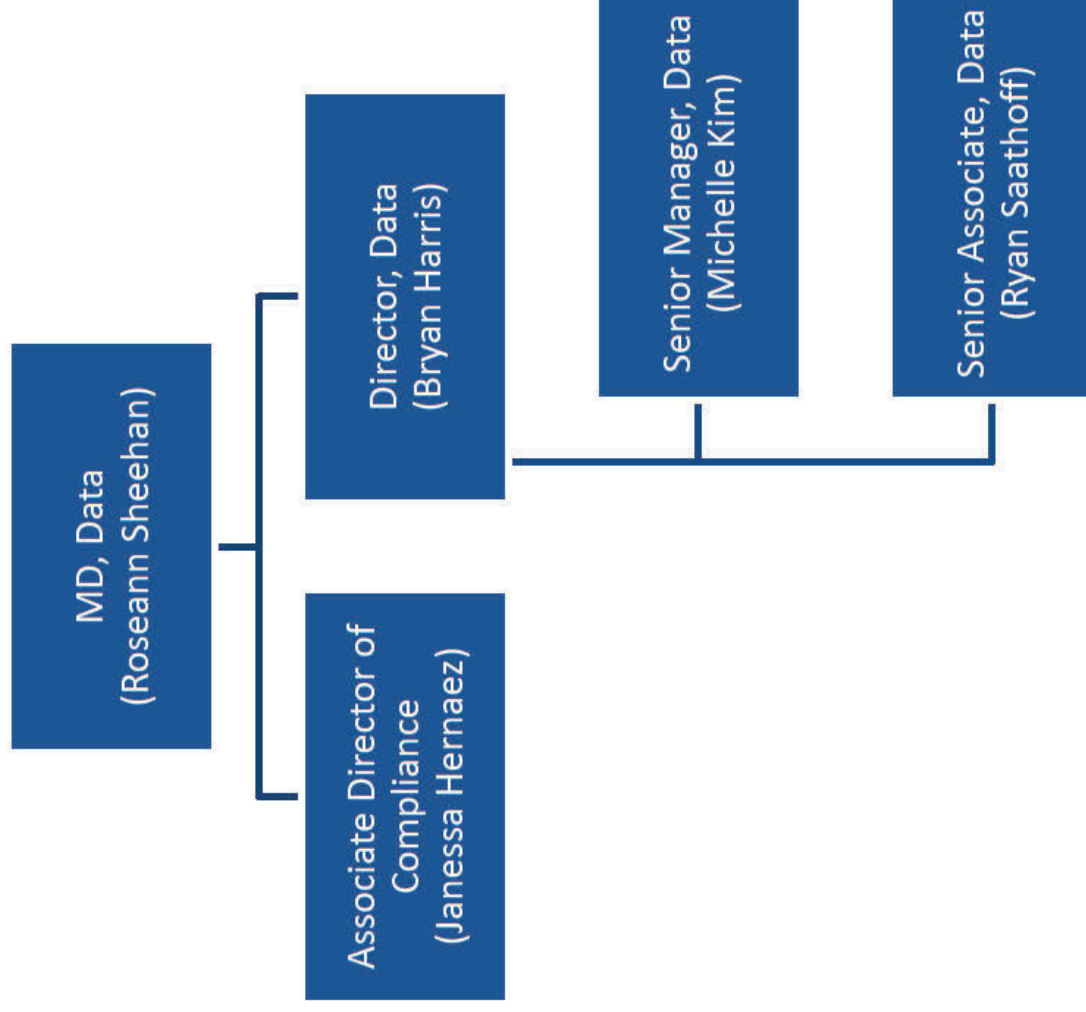 MD, Data
(Roseann Sheehan)
Associate Director of
Compliance
(Janessa Hernaez)
Director, Data
(Bryan Harris)
Senior Manager, Data
(Michelle Kim)
Senior Associate, Data
(Ryan Saathoff)